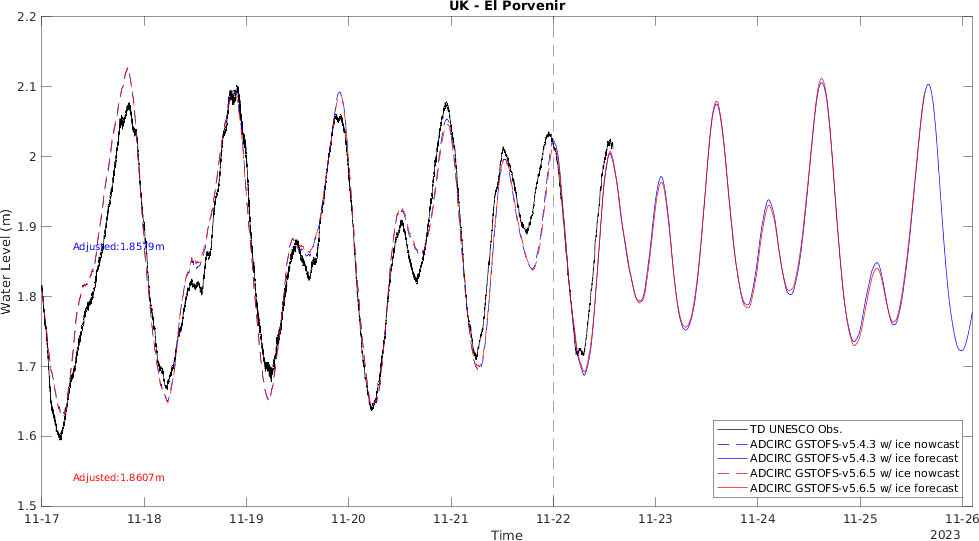 UK - El Porvenir
2.2
2.1
2
1.9
1.8
1.7
1.6
1.5
Water Level (m)
Adjusted:1.8579m
Adjusted:1.8607m
TD UNESCO Obs.
ADCIRC GSTOFS-v5.4.3 w/ ice nowcast
ADCIRC GSTOFS-v5.4.3 w/ ice forecast
ADCIRC GSTOFS-v5.6.5 w/ ice nowcast
ADCIRC GSTOFS-v5.6.5 w/ ice forecast
11-17 11-18 11-19 11-20 11-21 11-22 11-23 11-24 11-25 11-26
Time
2023